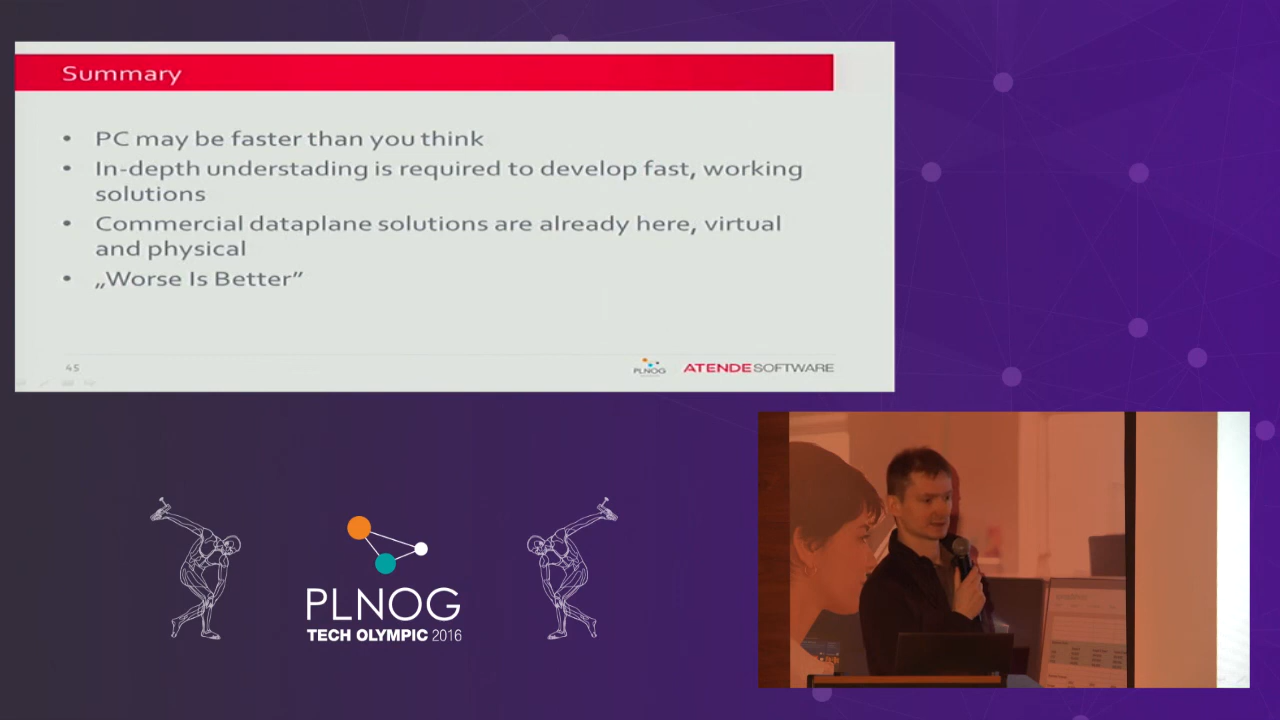 Summary
• PC may be faster than you think
• In-depth understading is required to develop fast, working
solutions
• Commercial dataplane solutions are already here, virtual
and physical
• „Worse Is Better”
45
PLNOG
ATENDE SOFTWARE
PLNOG
TECH OLYMPIC 2016